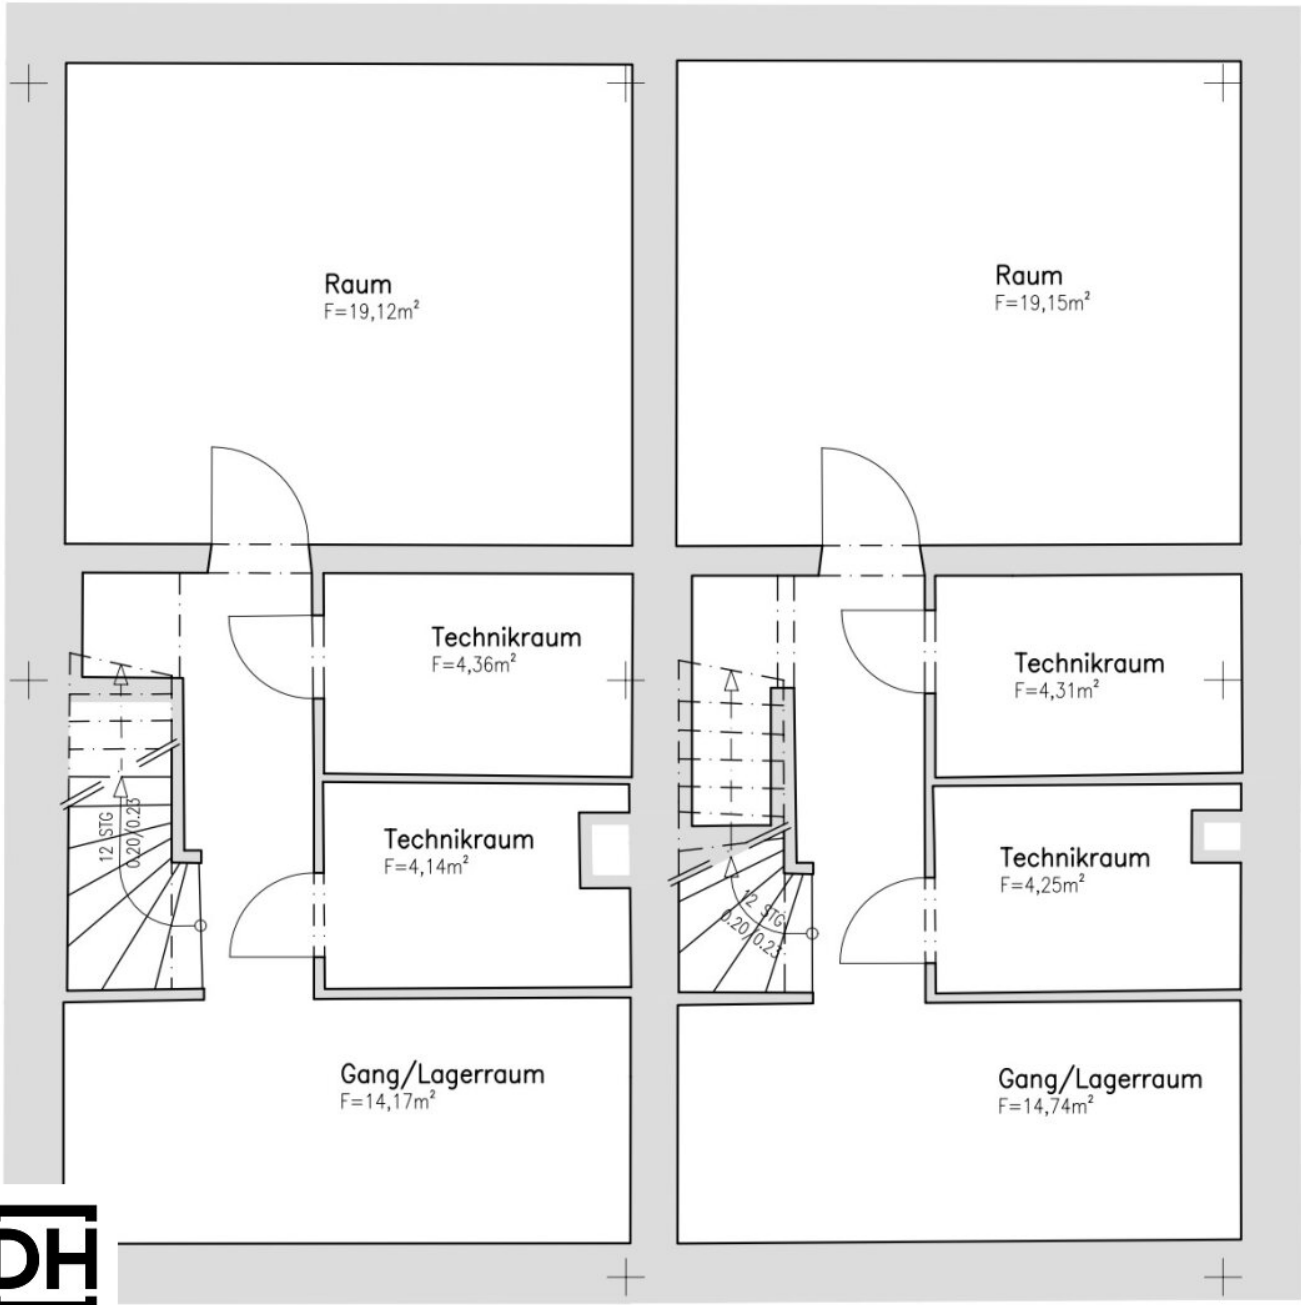 Raum
F=19,12m²
Raum
F=19,15m²
Technikraum
F=4,36m²
Technikraum
F=4,31m²
12 STG
0.20/0.23
Technikraum
F=4,14m²
12 STG
0.20/0.23
Technikraum
F=4,25m²
Gang/Lagerraum
F=14,17m²
Gang/Lagerraum
F=14,74m²
DH